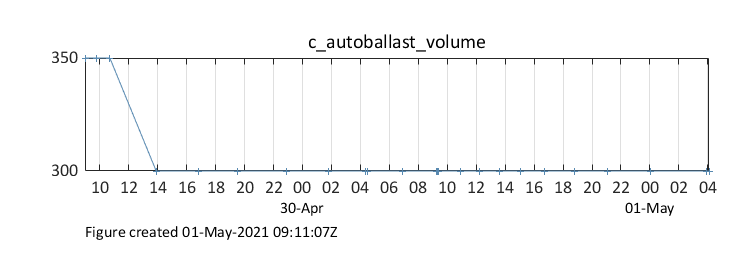 c_autoballast_volume
350
300
10 12 14 16 18 20 22 00 02 04 06 08 10 12 14 16 18 20 22 00 02 04
30-Apr 01-May
Figure created 01-May-2021 09:11:07Z